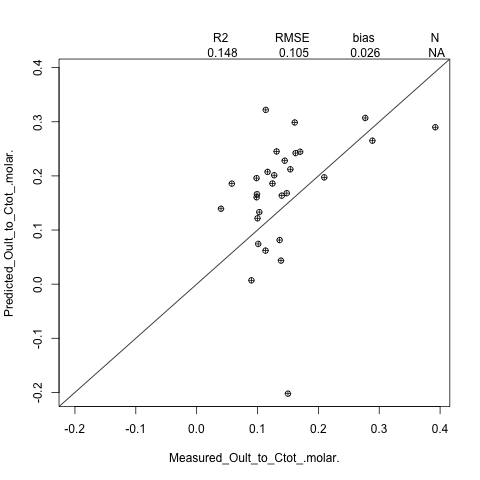 R2 RMSE bias N
0.148 0.105 0.026 NA
0.4
0.3
0.2
0.1
0.0
-0.1
-0.2
Predicted_Oult_to_Ctot_.molar.
-0.2 -0.1 0.0 0.1 0.2 0.3 0.4
Measured_Oult_to_Ctot_.molar.